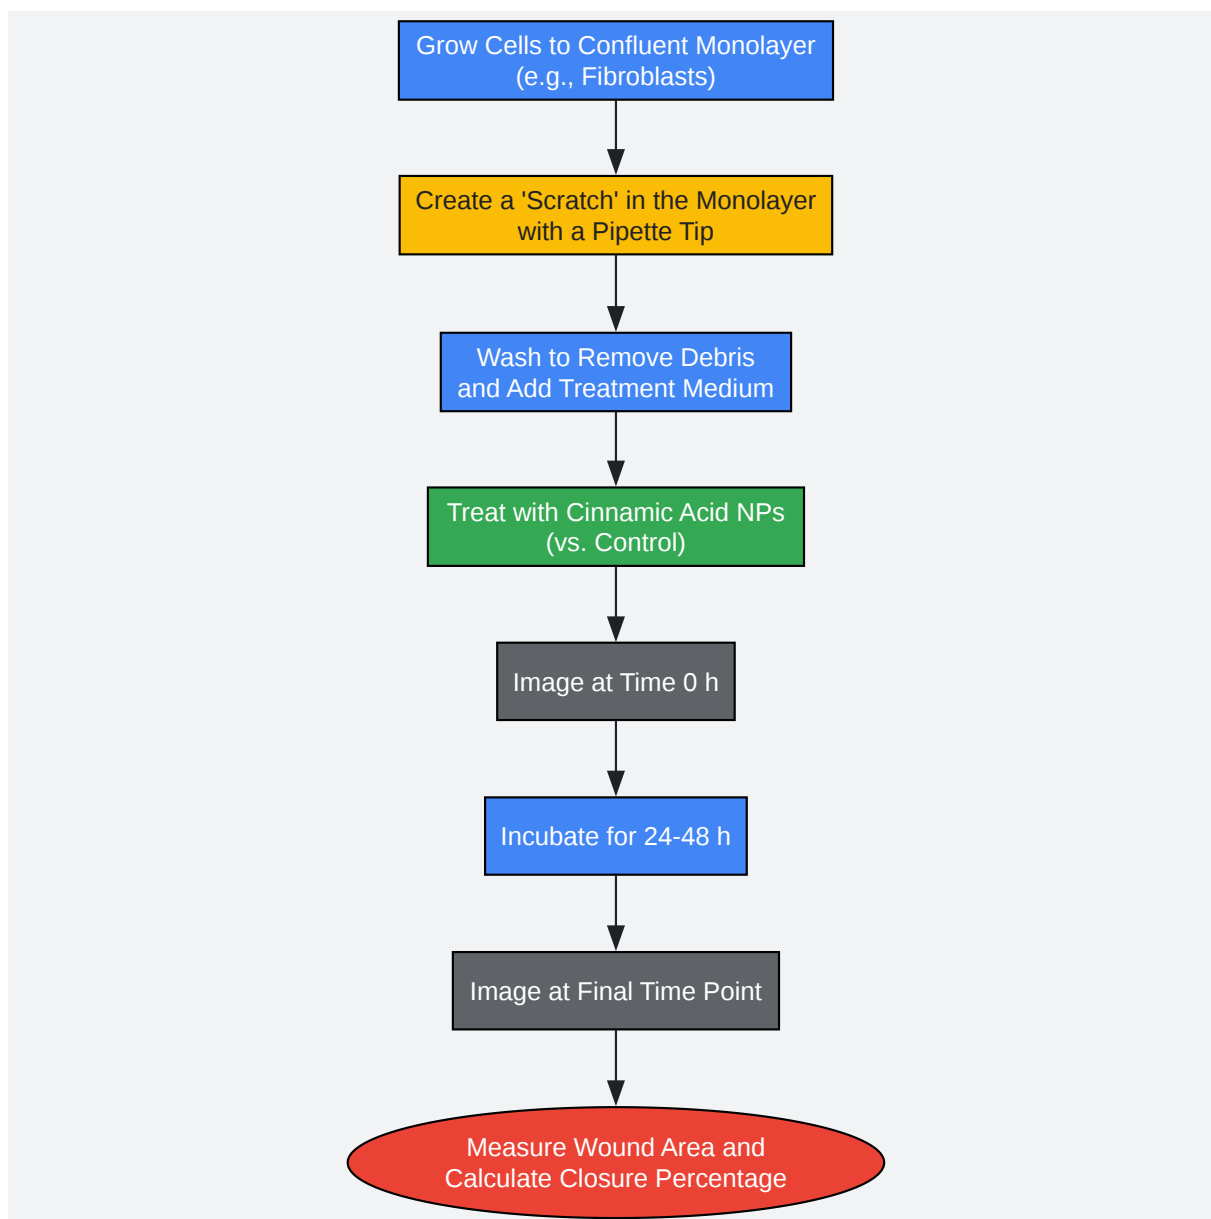 Grow Cells to Confluent Monolayer
(e.g., Fibroblasts)
Create a 'Scratch' in the Monolayer
with a Pipette Tip
Wash to Remove Debris
and Add Treatment Medium
Treat with Cinnamic Acid NPs
(vs. Control)
Image at Time 0 h
Incubate for 24-48 h
Image at Final Time Point
Measure Wound Area and
Calculate Closure Percentage